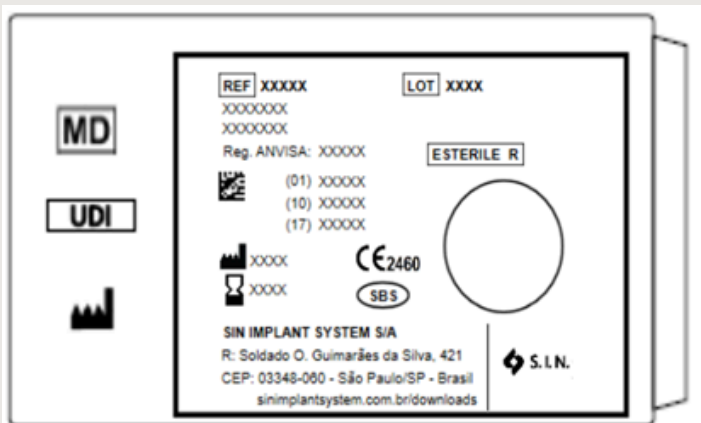 MD
UDI
REF XXXXX
LOT XXXX
XXXXXXX
XXXXXXX
Reg. ANVISA: XXXXX
ESTERILE R
(01) XXXXX
(10) XXXXX
(17) XXXXX
XXXX
CE2460
XXXX
SBS
SIN IMPLANT SYSTEM S/A
R: Soldado O. Guimarães da Silva, 421
CEP: 03348-060 - São Paulo/SP - Brasil
sinimplantsystem.com.br/downloads
S.I.N.